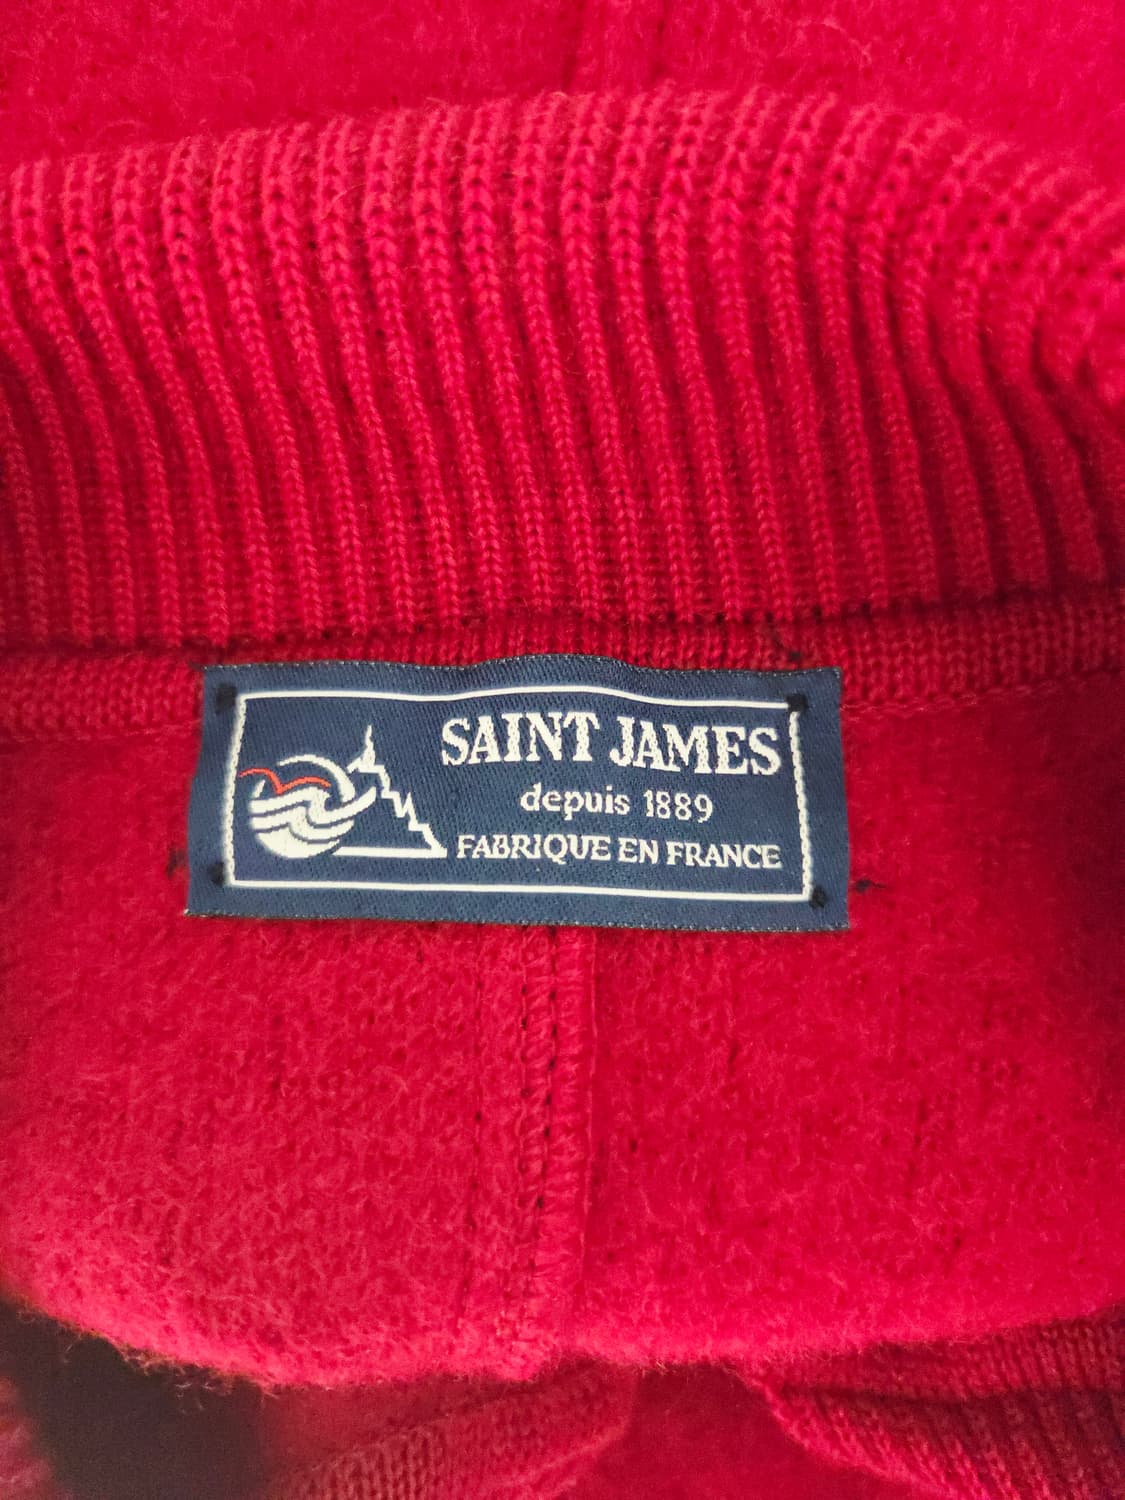 SAINT JAMES
depuis 1889
FABRIQUE EN FRANCE